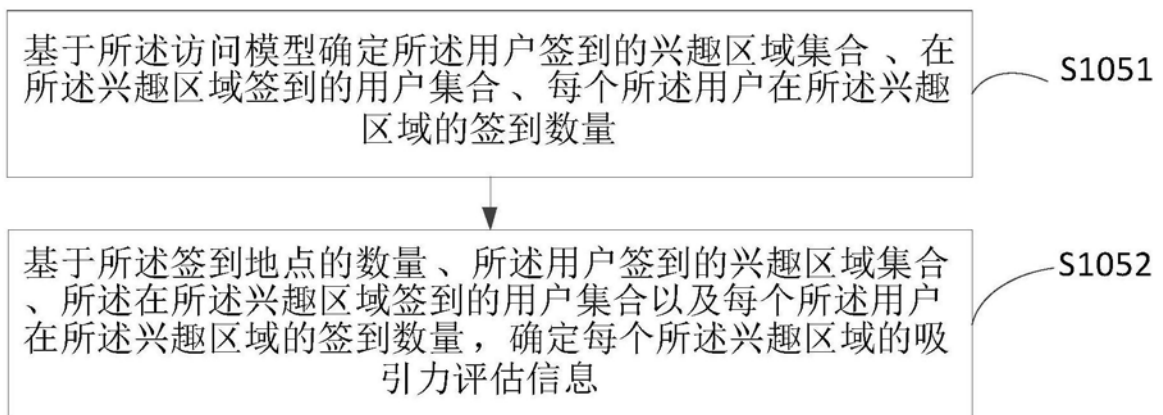 基于所述访问模型确定所述用户签到的兴趣区域集合、在
所述兴趣区域签到的用户集合、每个所述用户在所述兴趣
区域的签到数量
S1051
基于所述签到地点的数量、所述用户签到的兴趣区域集合
、所述在所述兴趣区域签到的用户集合以及每个所述用户
在所述兴趣区域的签到数量，确定每个所述兴趣区域的吸
引力评估信息
S1052